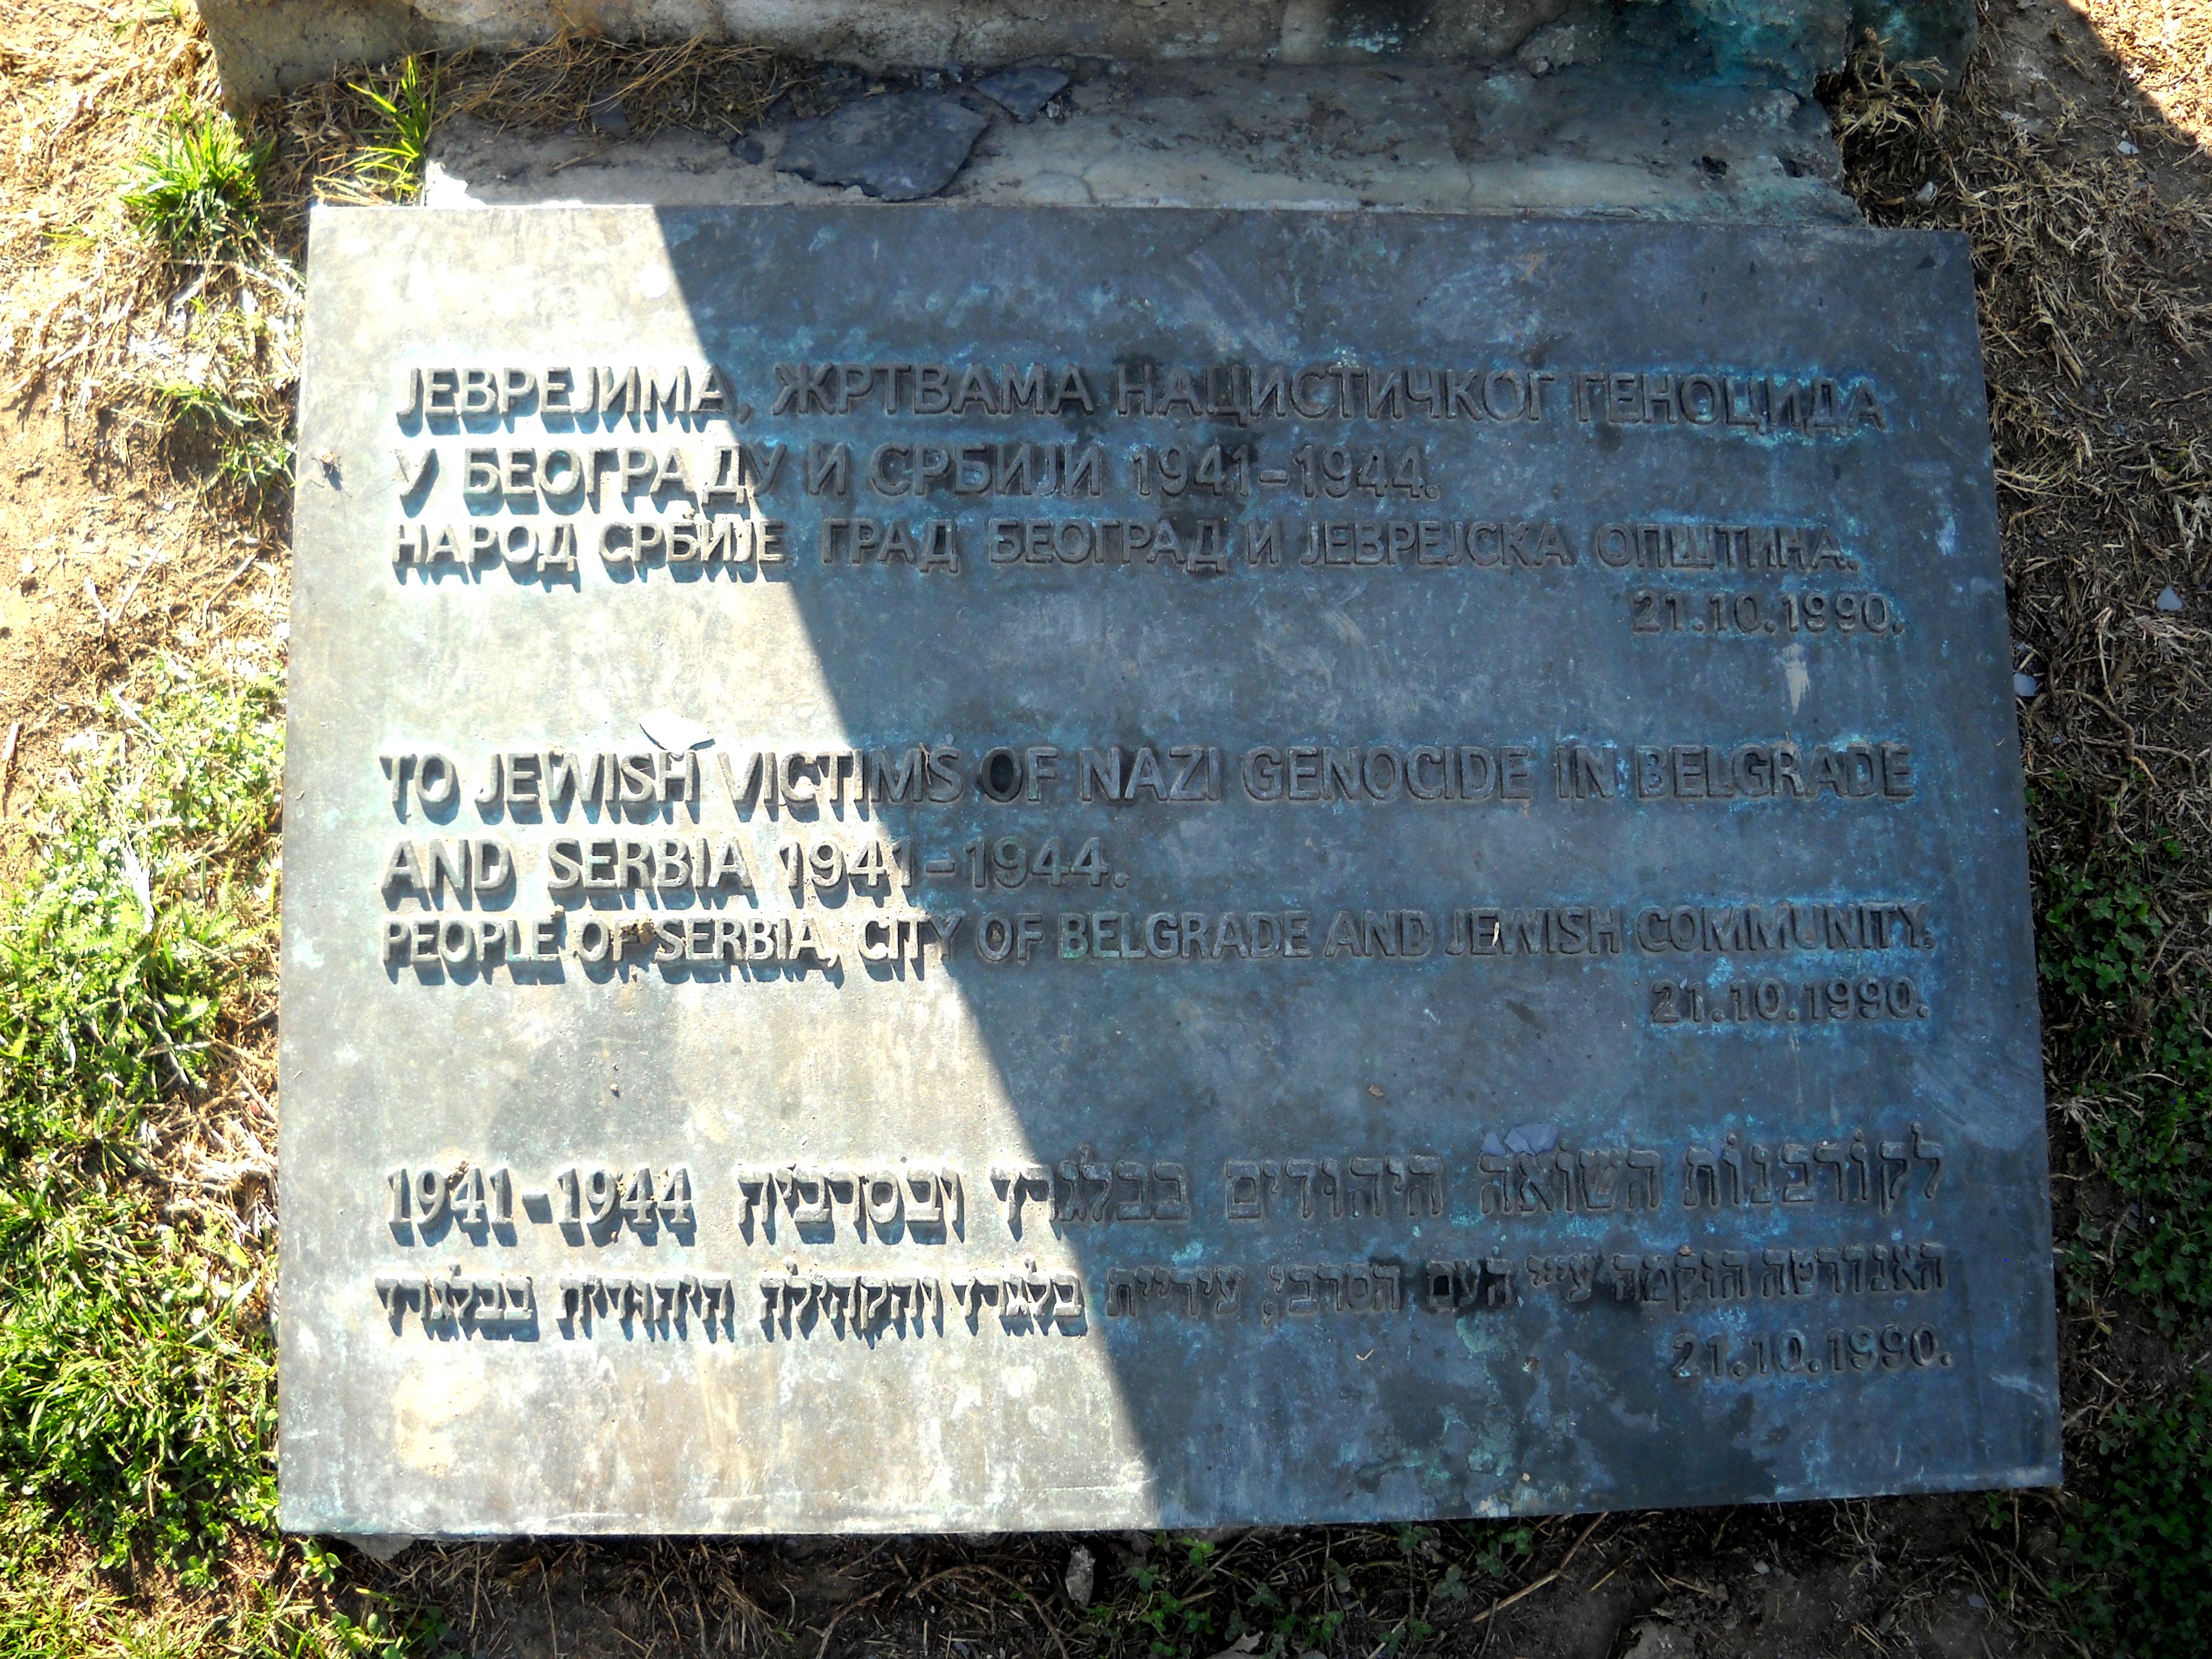 ЈЕВРЕЈИМА, ЖРТВАМА НАЦИСТИЧКОГ ГЕНОЦИДА
У БЕОГРАДУ И СРБИЈИ 1941-1944.
НАРОД СРБИЈЕ ГРАД БЕОГРАД И ЈЕВРЕЈСКА ОПШТИНА.
21.10.1990.
TO JEWISH VICTIMS OF NAZI GENOCIDE IN BELGRADE
AND SERBIA 1941-1944.
PEOPLE OF SERBIA, CITY OF BELGRADE AND JEWISH COMMUNITY.
21.10.1990.
לקורבנות השואה היהודים בבלגרד ובסרביה 1941-1944
האנדרטה הוקמה ע״י העם הסרבי, עיריית בלגרד והקהילה היהודית בבלגרד
21.10.1990.